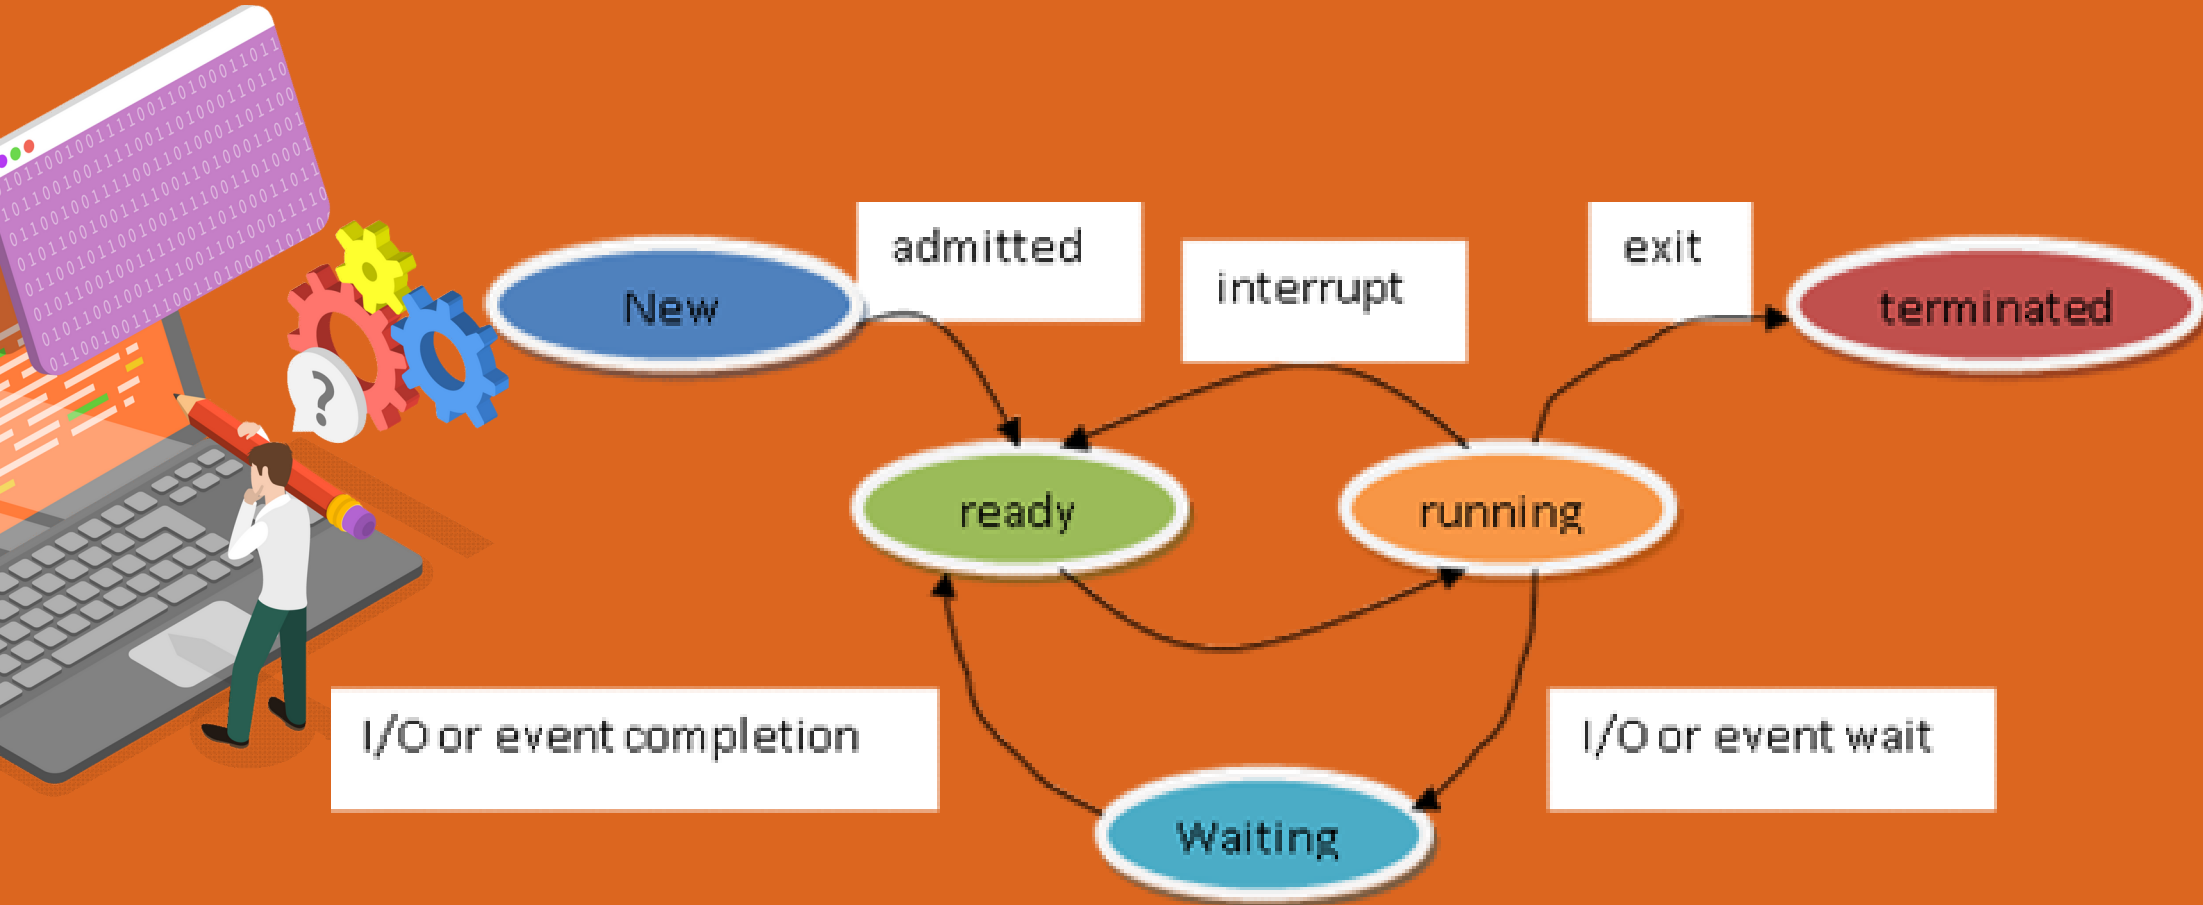 New
admitted
interrupt
exit
terminated
ready
running
I/O or event completion
I/O or event wait
Waiting
?